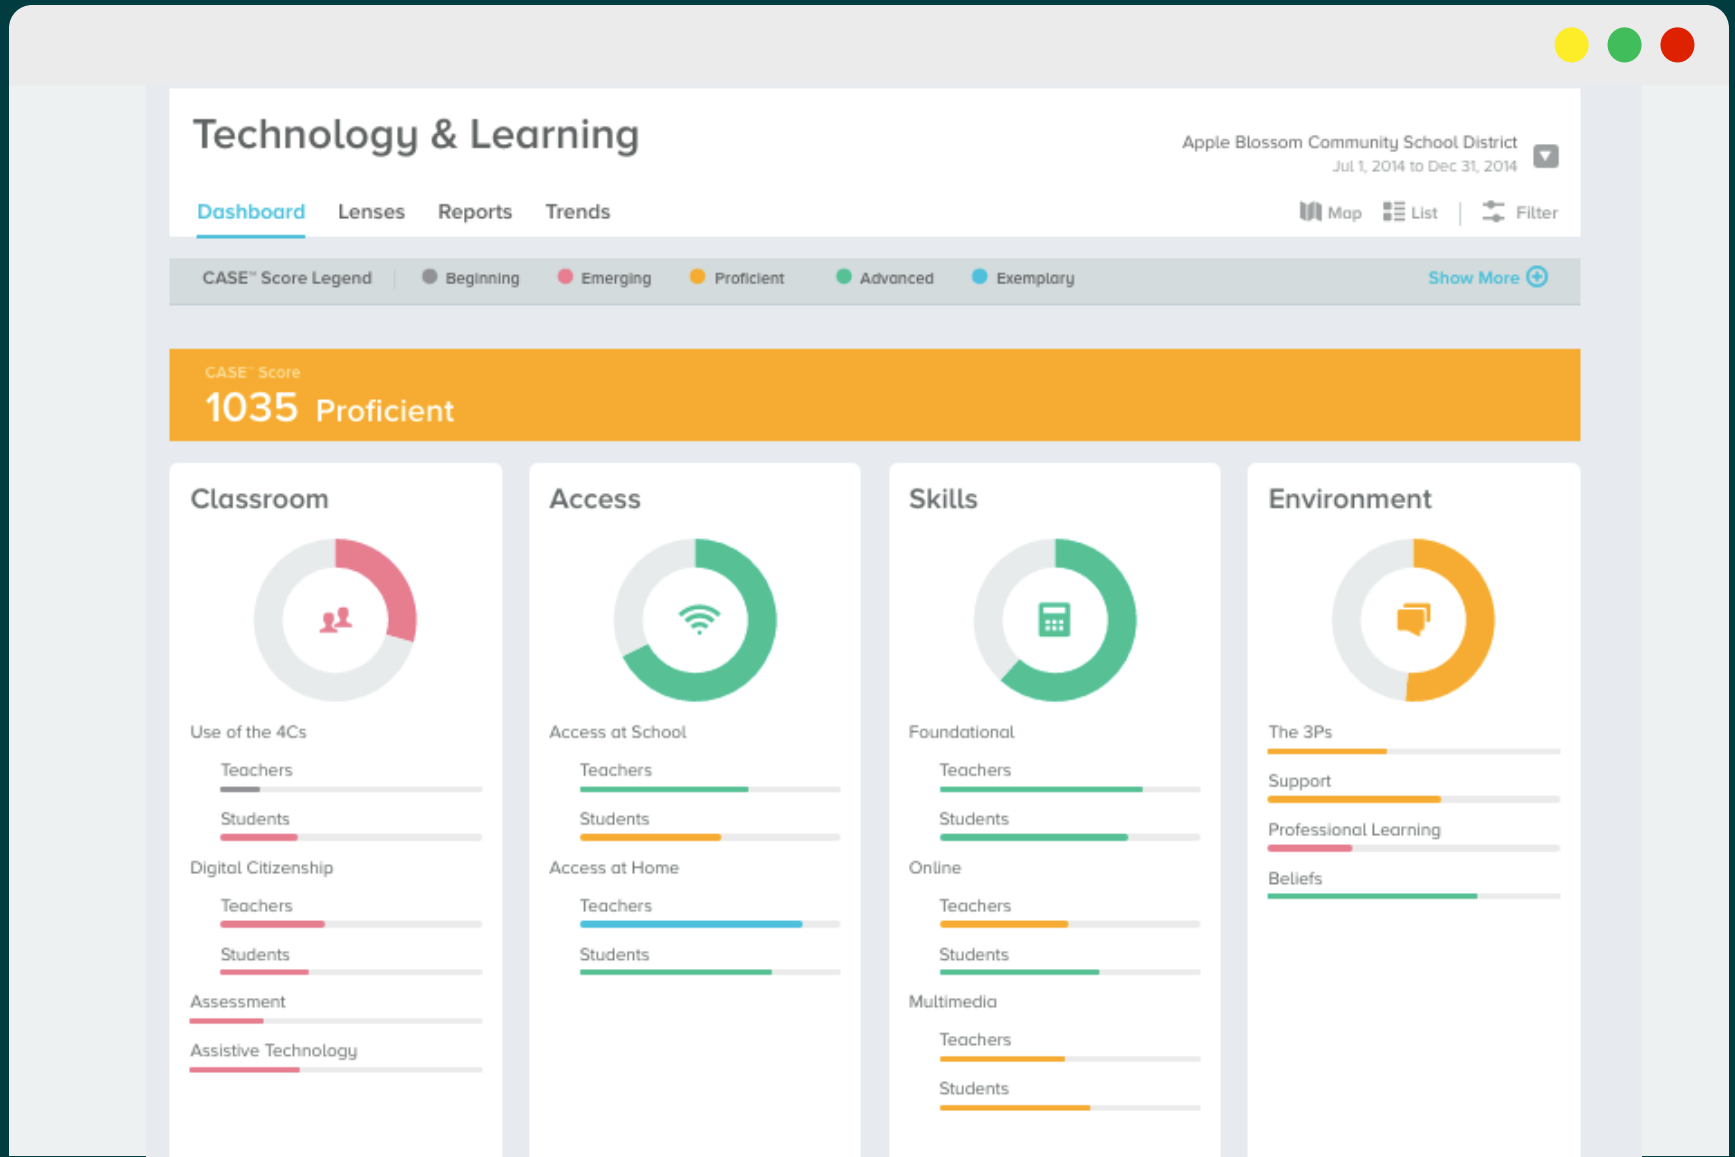 Technology & Learning
Apple Blossom Community School District
Jul 1, 2014 to Dec 31, 2014
Dashboard Lenses Reports Trends
Map List Filter
CASE™ Score Legend Beginning Emerging Proficient Advanced Exemplary Show More
CASE™ Score
1035 Proficient
Classroom
Use of the 4Cs
Teachers
Students
Digital Citizenship
Teachers
Students
Assessment
Assistive Technology
Access
Access at School
Teachers
Students
Access at Home
Teachers
Students
Skills
Foundational
Teachers
Students
Online
Teachers
Students
Multimedia
Teachers
Students
Environment
The 3Ps
Support
Professional Learning
Beliefs